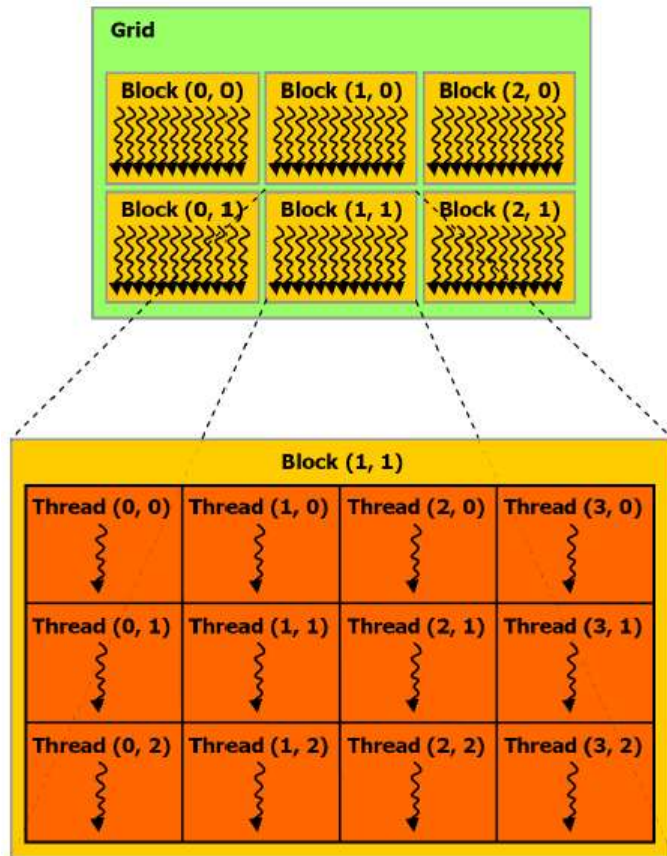 Grid
Block (0, 0) Block (1, 0) Block (2, 0)
Block (0, 1) Block (1, 1) Block (2, 1)
Block (1, 1)
Thread (0, 0) Thread (1, 0) Thread (2, 0) Thread (3, 0)
Thread (0, 1) Thread (1, 1) Thread (2, 1) Thread (3, 1)
Thread (0, 2) Thread (1, 2) Thread (2, 2) Thread (3, 2)